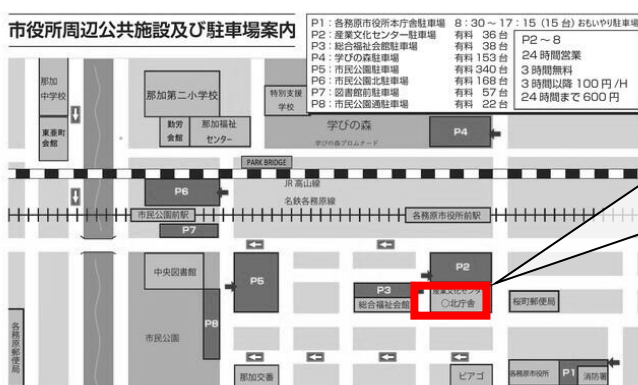 市役所周辺公共施設及び駐車場案内
P1：各務原市役所本庁舎駐車場 8：30～17：15（15台）おもいやり駐車場
P2：産業文化センター駐車場 有料 36台
P3：総合福祉会館駐車場 有料 38台
P4：学びの森駐車場 有料 153台
P5：市民公園駐車場 有料 340台
P6：市民公園北駐車場 有料 168台
P7：図書館前駐車場 有料 57台
P8：市民公園通駐車場 有料 22台
P2～8
24時間営業
3時間無料
3時間以降 100円/H
24時間まで600円
那加
中学校
那加第二小学校
特別支援
学校
東亜町
会館
勤労
会館
那加福祉
センター
学びの森
学びの森プロムナード
P4
PARK BRIDGE
JR高山線
P6
名鉄各務原線
市民公園前駅
各務原市役所前駅
P7
中央図書館
P5
P2
P3
総合福祉会館
産業文化センタ
〇北庁舎
桜町郵便局
P8
市民公園
各務原郵便局
那加交番
ピアゴ
各務原市役所
P1
消防署